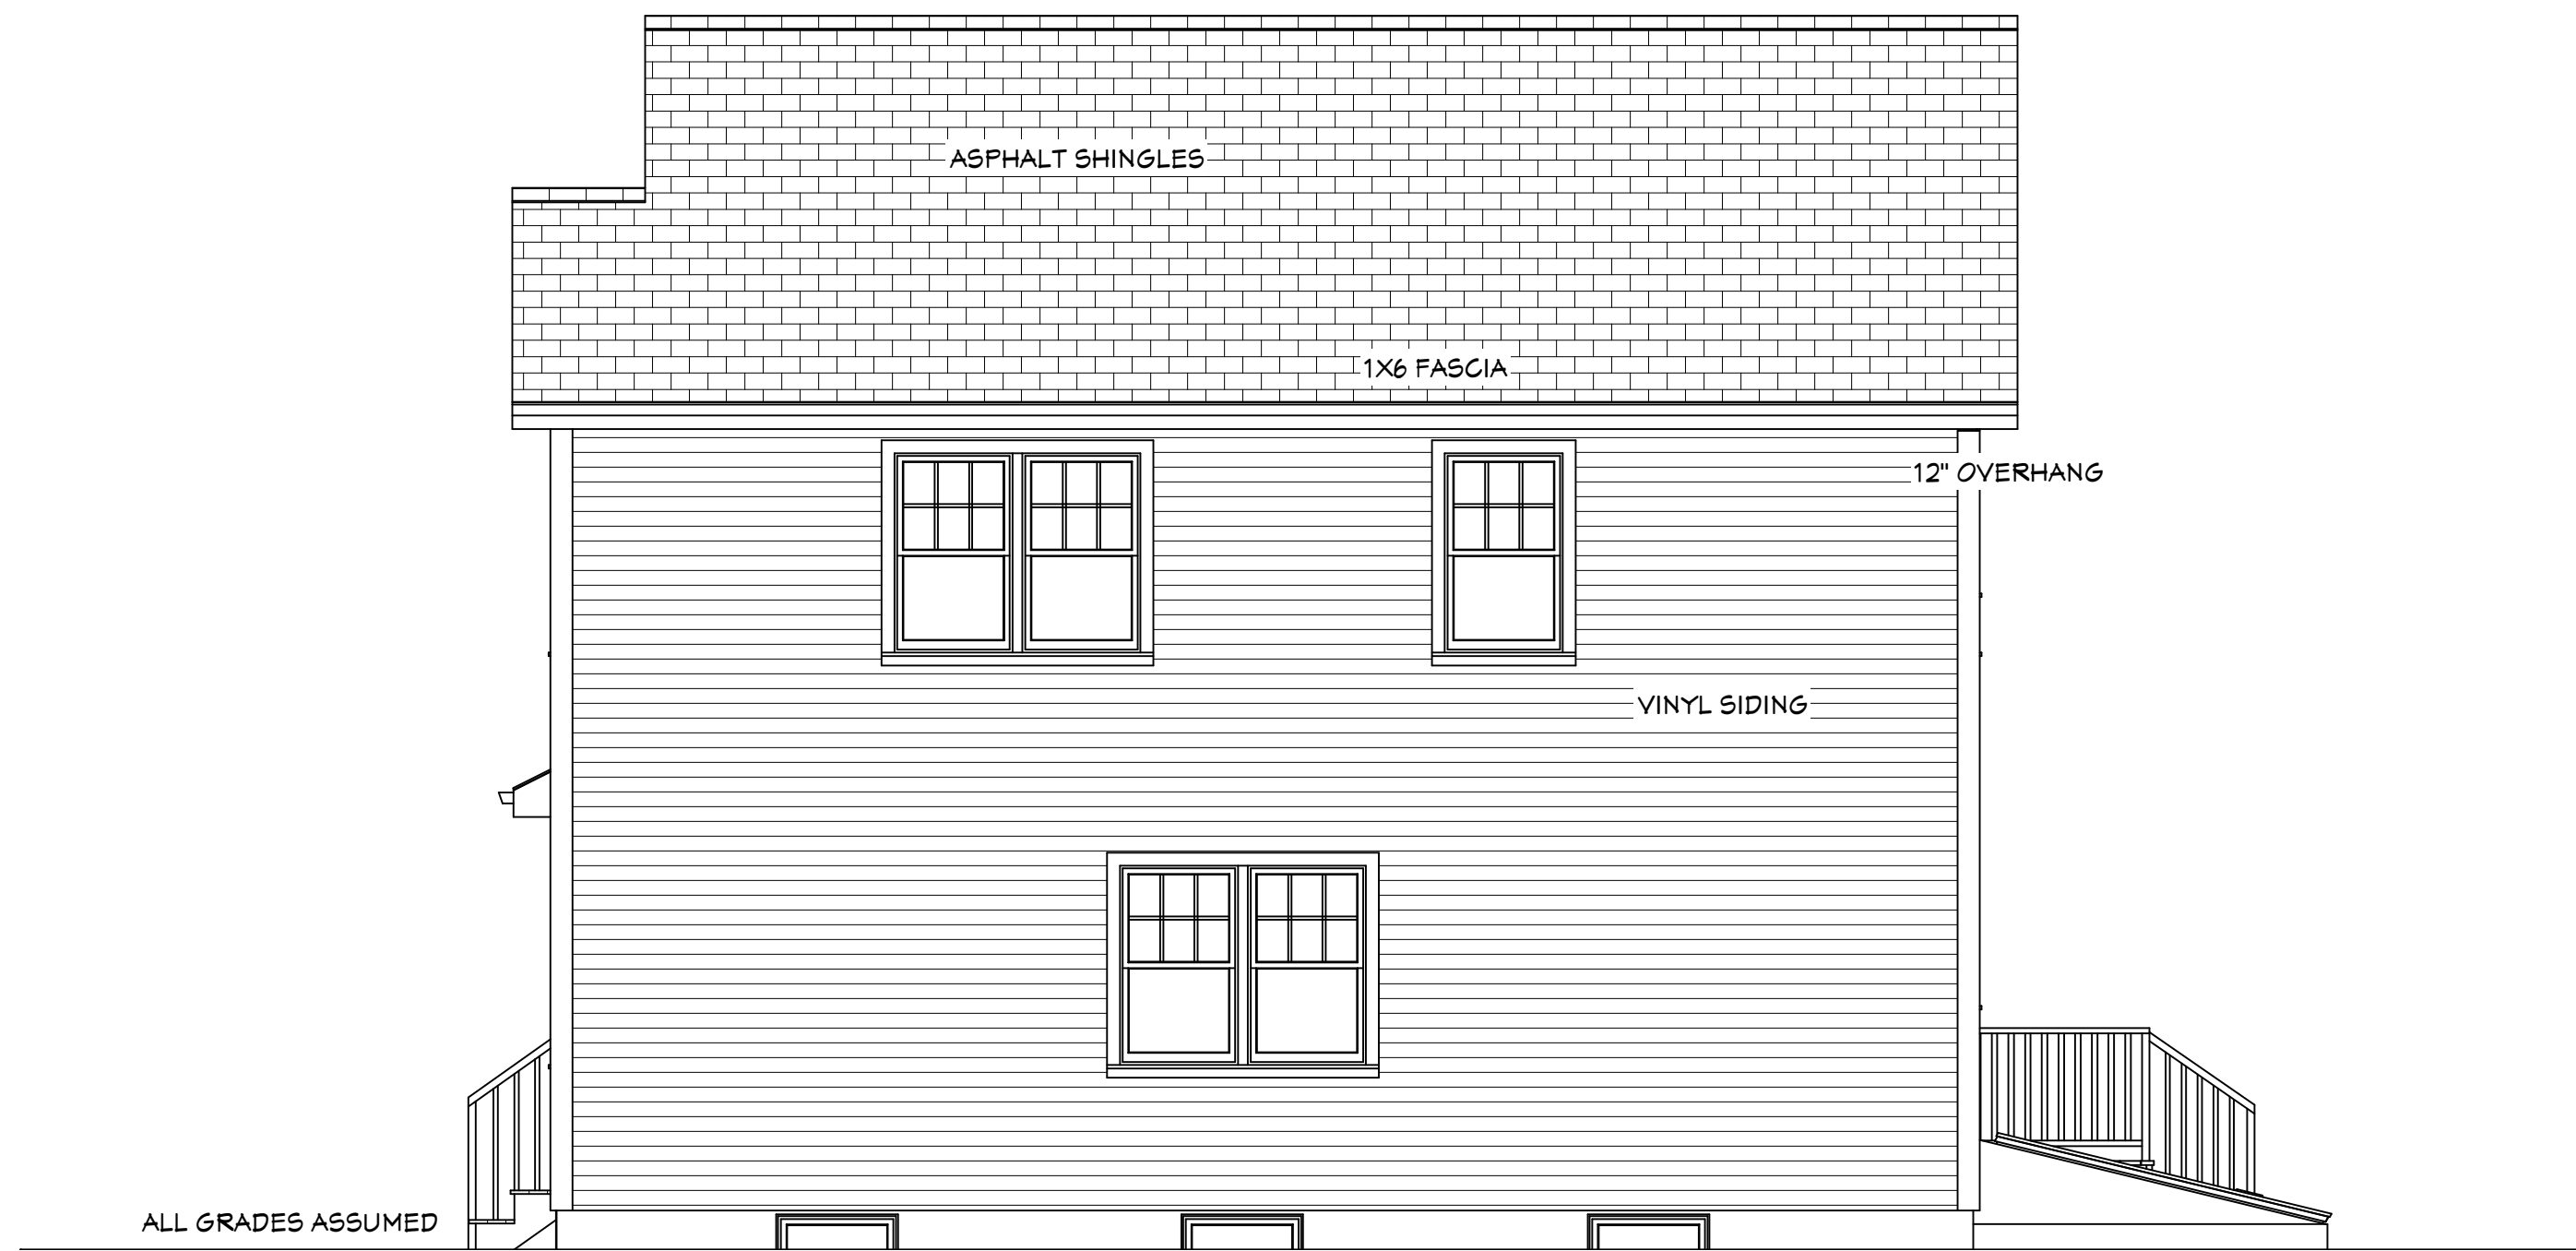 ASPHALT SHINGLES
1X6 FASCIA
12" OVERHANG
VINYL SIDING
ALL GRADES ASSUMED